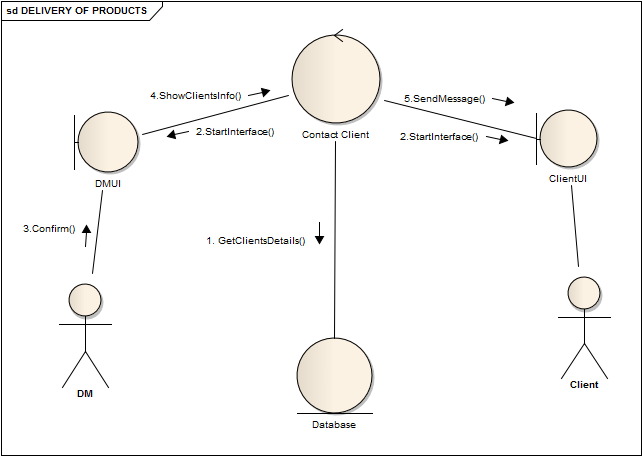 sd DELIVERY OF PRODUCTS
4.ShowClientsInfo()
5.SendMessage()
2.StartInterface()
Contact Client
2.StartInterface()
DMUI
ClientUI
3.Confirm()
1. GetClientsDetails()
DM
Client
Database